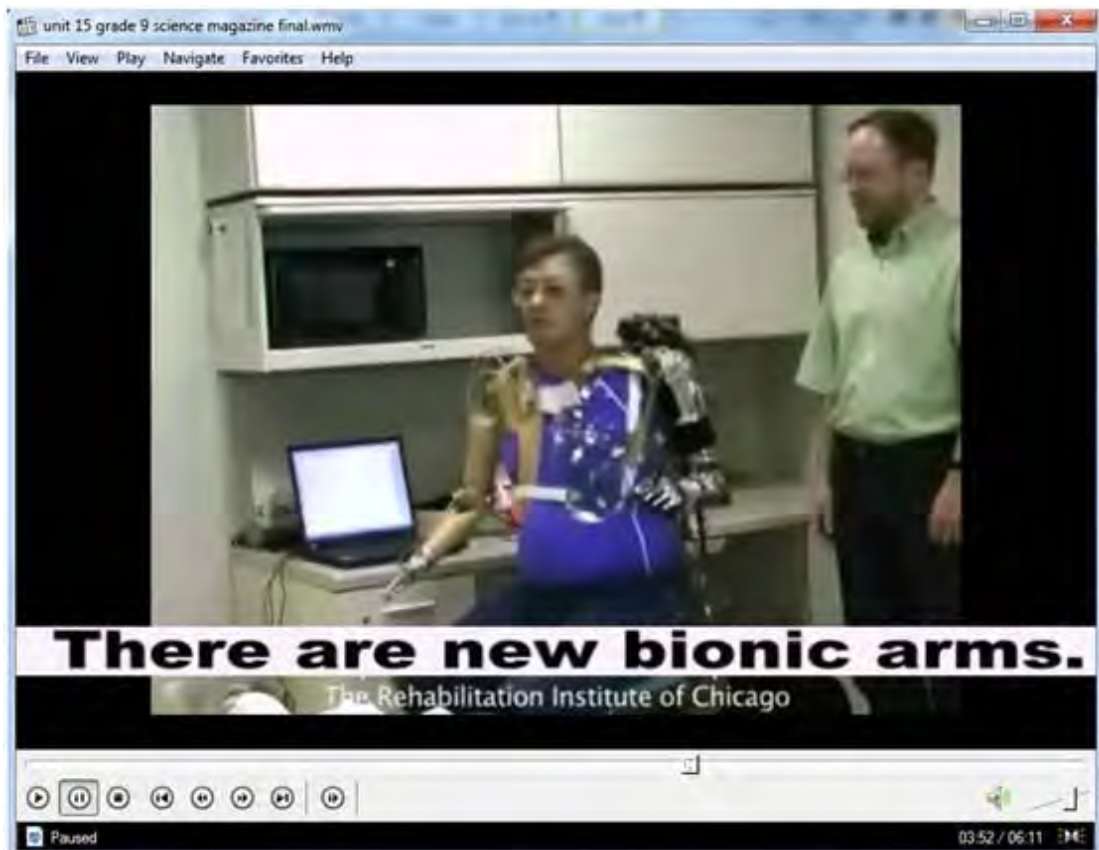 unit 15 grade 9 science magazine final.wmv
File View Play Navigate Favorites Help
There are new bionic arms.
The Rehabilitation Institute of Chicago
Paused
03:52 / 06:11